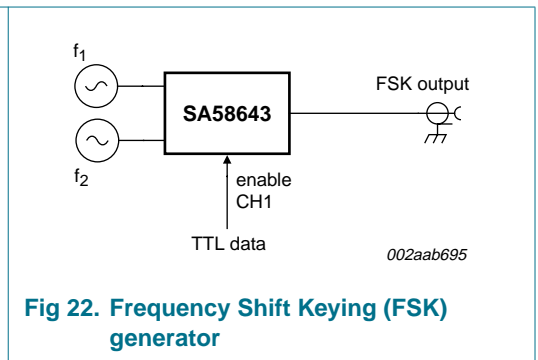 f1
FSK output
SA58643
f2
enable
CH1
TTL data
002aab695
Fig 22. Frequency Shift Keying (FSK)
generator